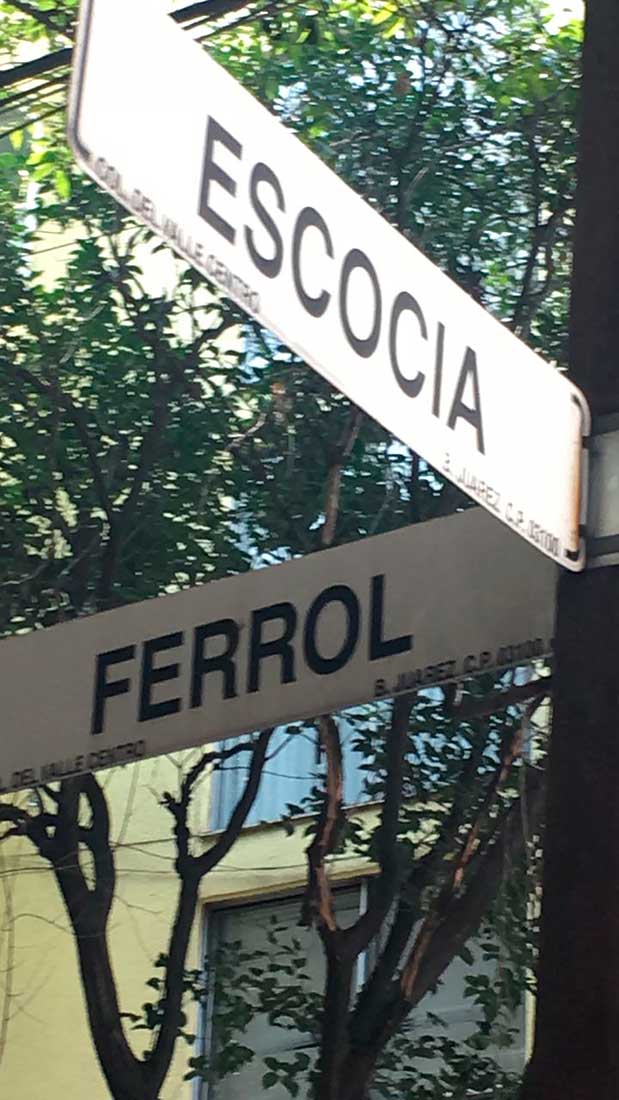 ESCOCIA
COL. DEL VALLE CENTRO
B. JUAREZ C.P. 03100
FERROL
DEL VALLE CENTRO
B. JUAREZ C.P. 03100